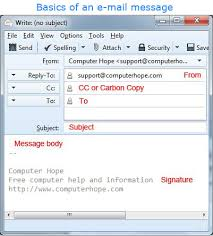 Basics of an e-mail message
Write: (no subject)
File Edit View Options Tools Help
Send Spelling Attach Security Save
From: Computer Hope <support@computerhope
Reply-To: support@computerhope.com From
Cc: CC or Carbon Copy
To: To
Subject: Subject
Message body
--
Computer Hope
Free computer help and information Signature
http://www.computerhope.com